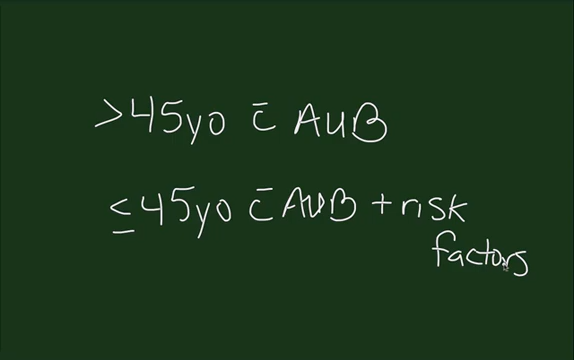 >45yo c̄ AUB
≤45yo c̄ AUB + risk
factors